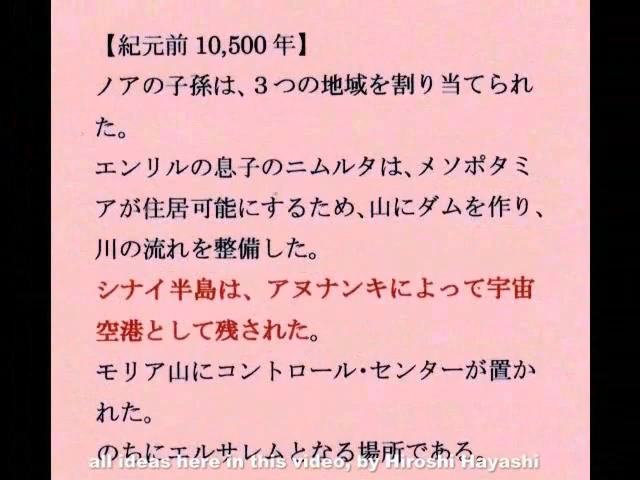 【紀元前 10,500 年】
ノアの子孫は、３つの地域を割り当てられ
た。
エンリルの息子のニムルタは、メソポタミ
アが住居可能にするため、山にダムを作り、
川の流れを整備した。
シナイ半島は、アヌナンキによって宇宙
空港として残された。
モリア山にコントロール・センターが置か
れた。
のちにエルサレムとなる場所である。
all ideas here in this video, by Hiroshi Hayashi